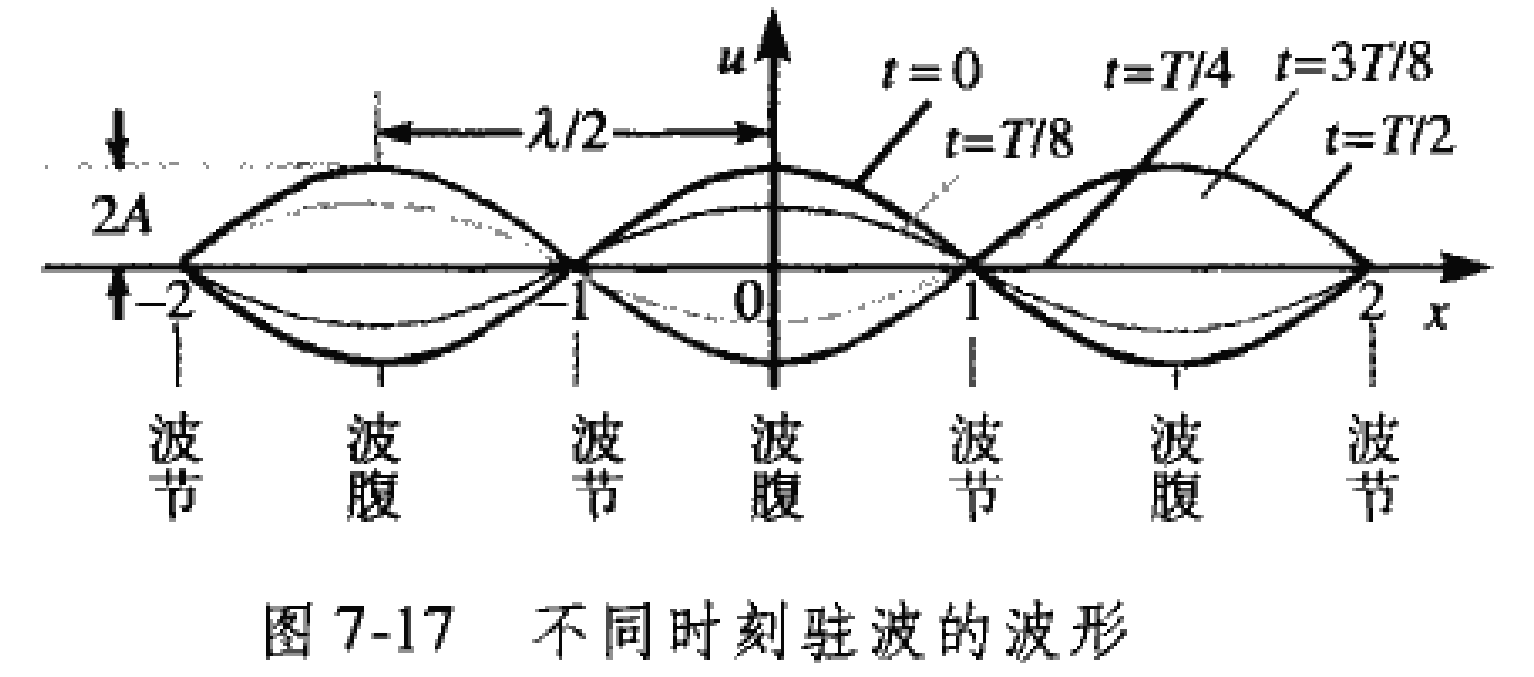 u
t=0
t=T/4
t=3T/8
λ/2
t=T/8
t=T/2
2A
-2
-1
0
1
2
x
波节
波腹
波节
波腹
波节
波腹
波节
图 7-17 不同时刻驻波的波形